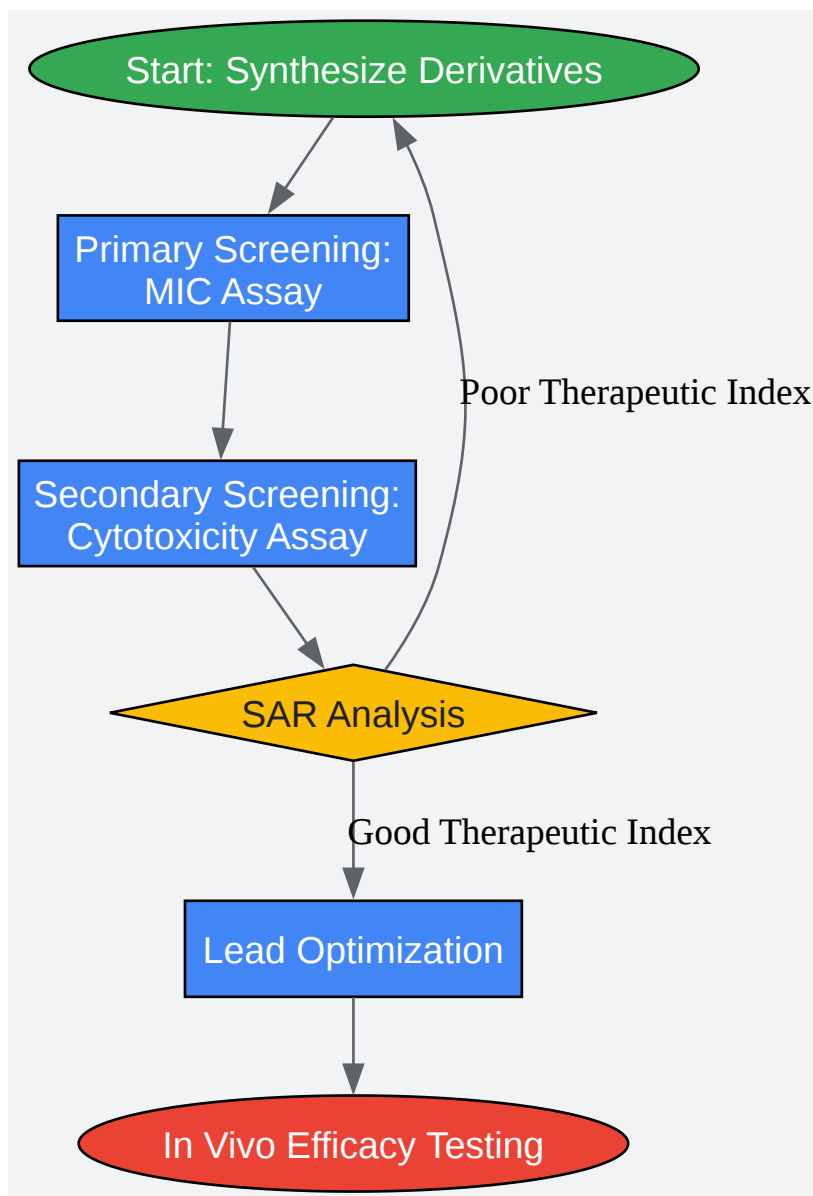 Start: Synthesize Derivatives
Primary Screening:
MIC Assay
Poor Therapeutic Index
Secondary Screening:
Cytotoxicity Assay
SAR Analysis
Good Therapeutic Index
Lead Optimization
In Vivo Efficacy Testing